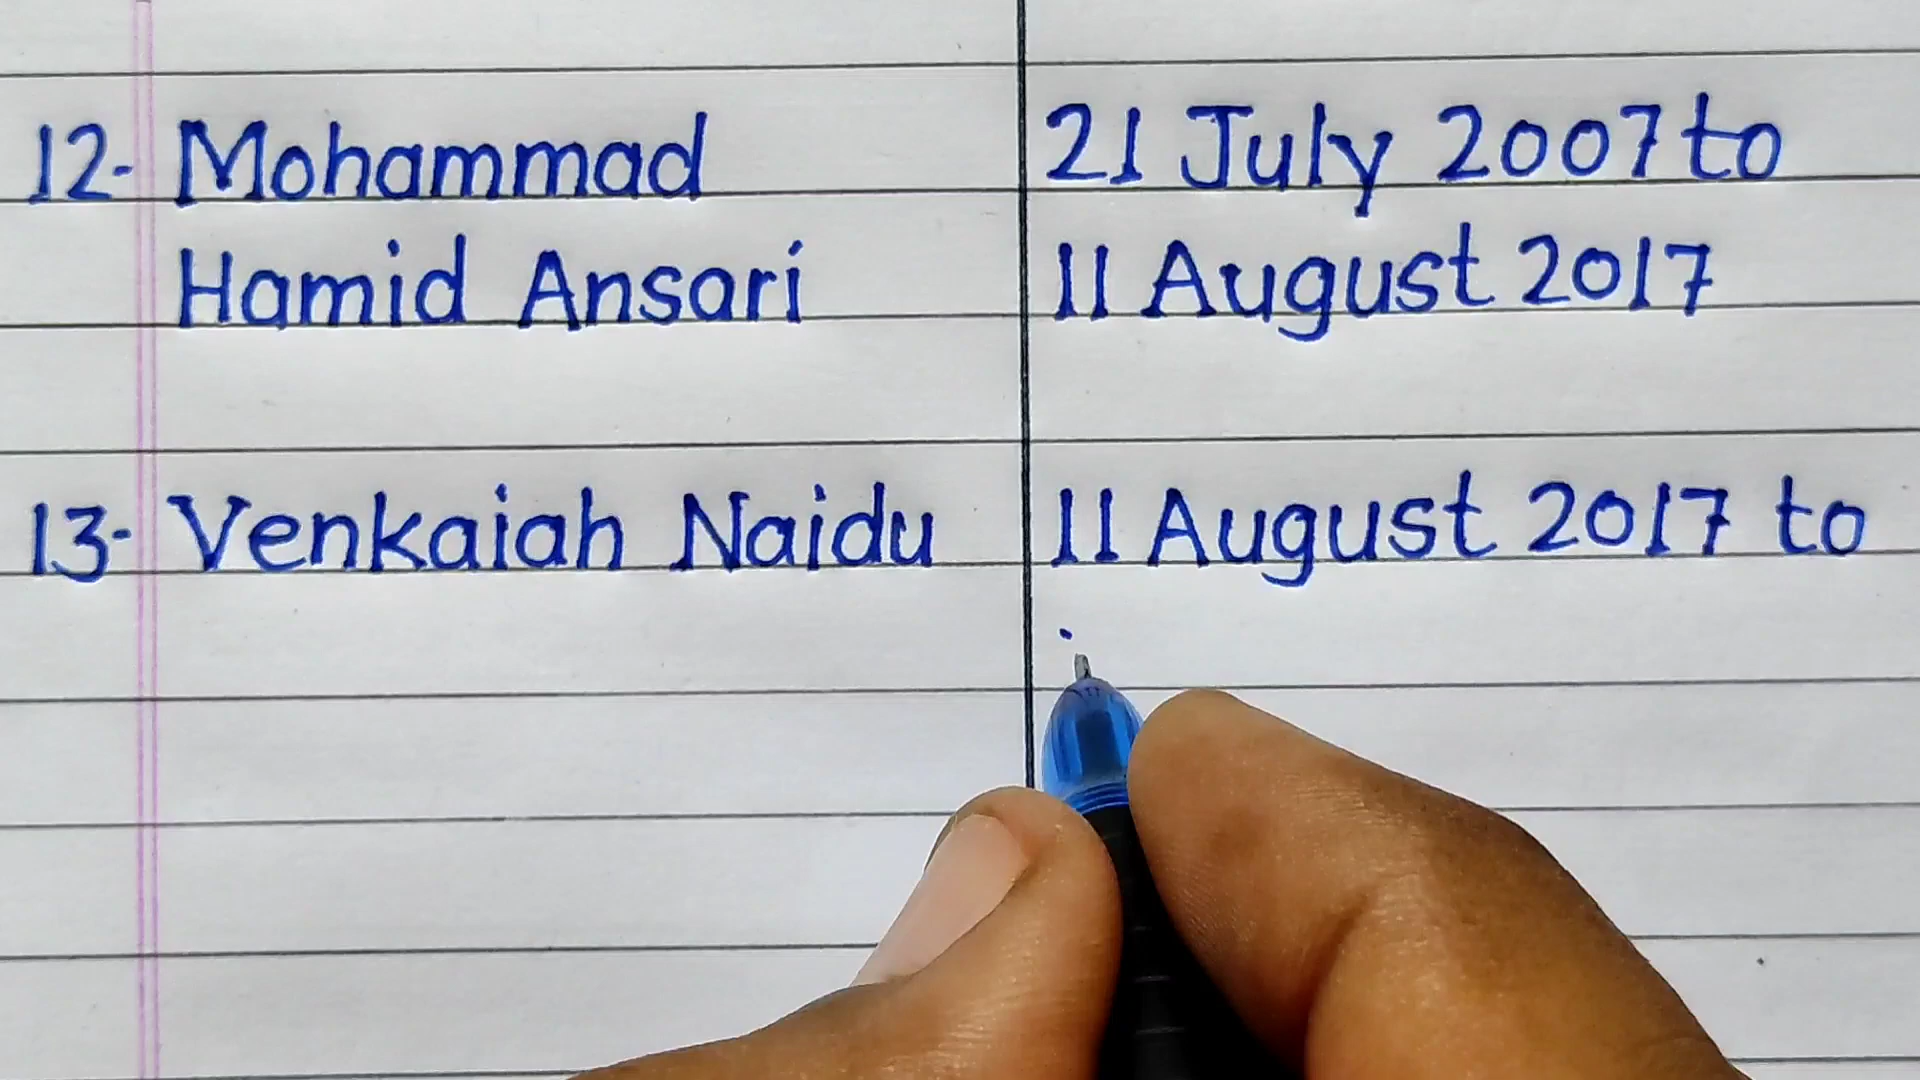 12- Mohammad 21 July 2007 to
Hamid Ansari 11 August 2017
13- Venkaiah Naidu 11 August 2017 to